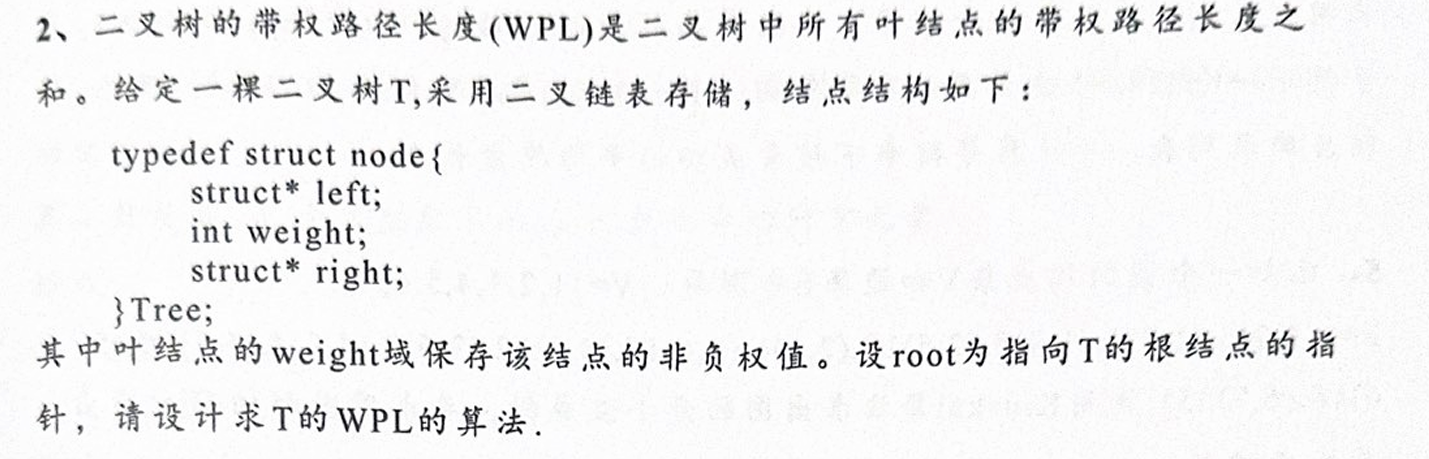 2、二叉树的带权路径长度(WPL)是二叉树中所有叶结点的带权路径长度之
和。给定一棵二叉树T,采用二叉链表存储，结点结构如下：
typedef struct node{
struct* left;
int weight;
struct* right;
}Tree;
其中叶结点的weight域保存该结点的非负权值。设root为指向T的根结点的指
针，请设计求T的WPL的算法.